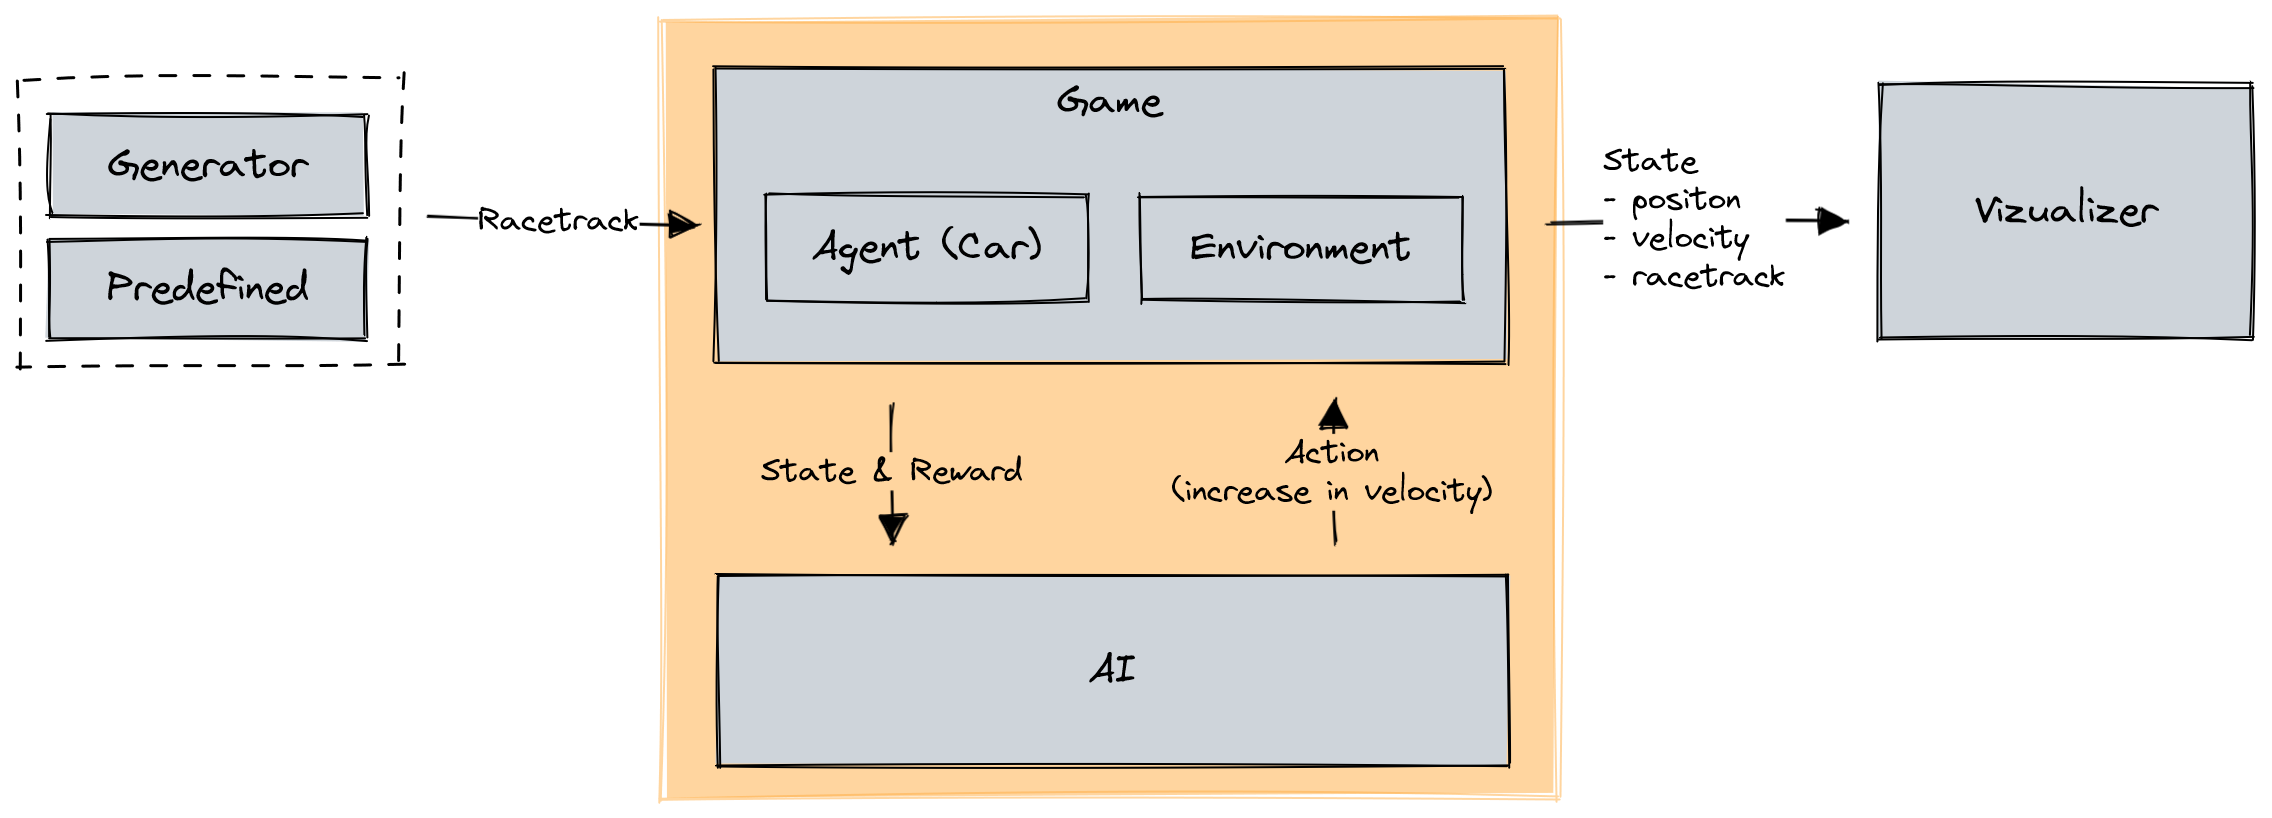 Generator
Predefined
Racetrack
Game
Agent (Car)
Environment
State & Reward
Action
(increase in velocity)
AI
State
- positon
- velocity
- racetrack
Vizualizer